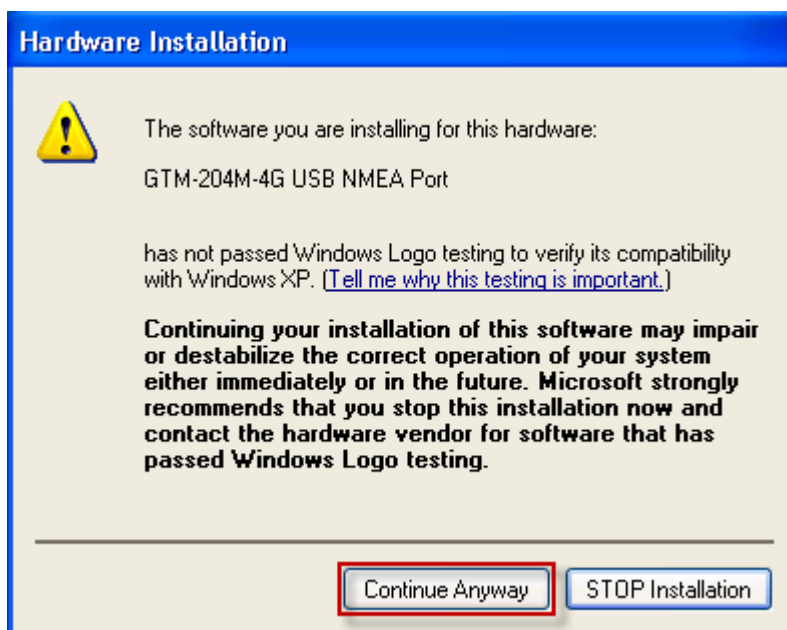 Hardware Installation
The software you are installing for this hardware:
GTM-204M-4G USB NMEA Port
has not passed Windows Logo testing to verify its compatibility
with Windows XP. (Tell me why this testing is important.)
Continuing your installation of this software may impair
or destabilize the correct operation of your system
either immediately or in the future. Microsoft strongly
recommends that you stop this installation now and
contact the hardware vendor for software that has
passed Windows Logo testing.
Continue Anyway
STOP Installation